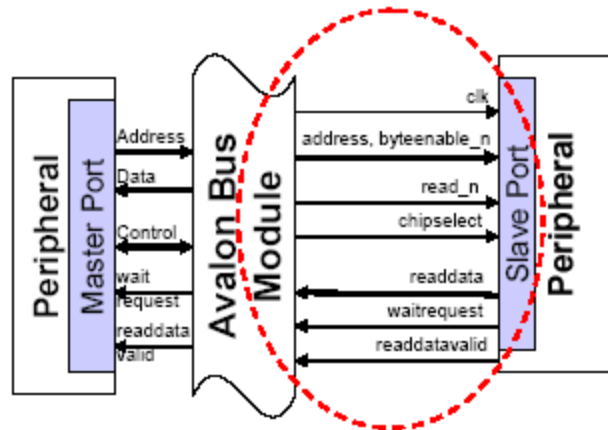 Peripheral
Master Port
Address
Data
Control
wait
request
readdata
valid
Avalon Bus
Module
clk
address, byteenable_n
read_n
chipselect
readdata
waitrequest
readdatavalid
Slave Port
Peripheral